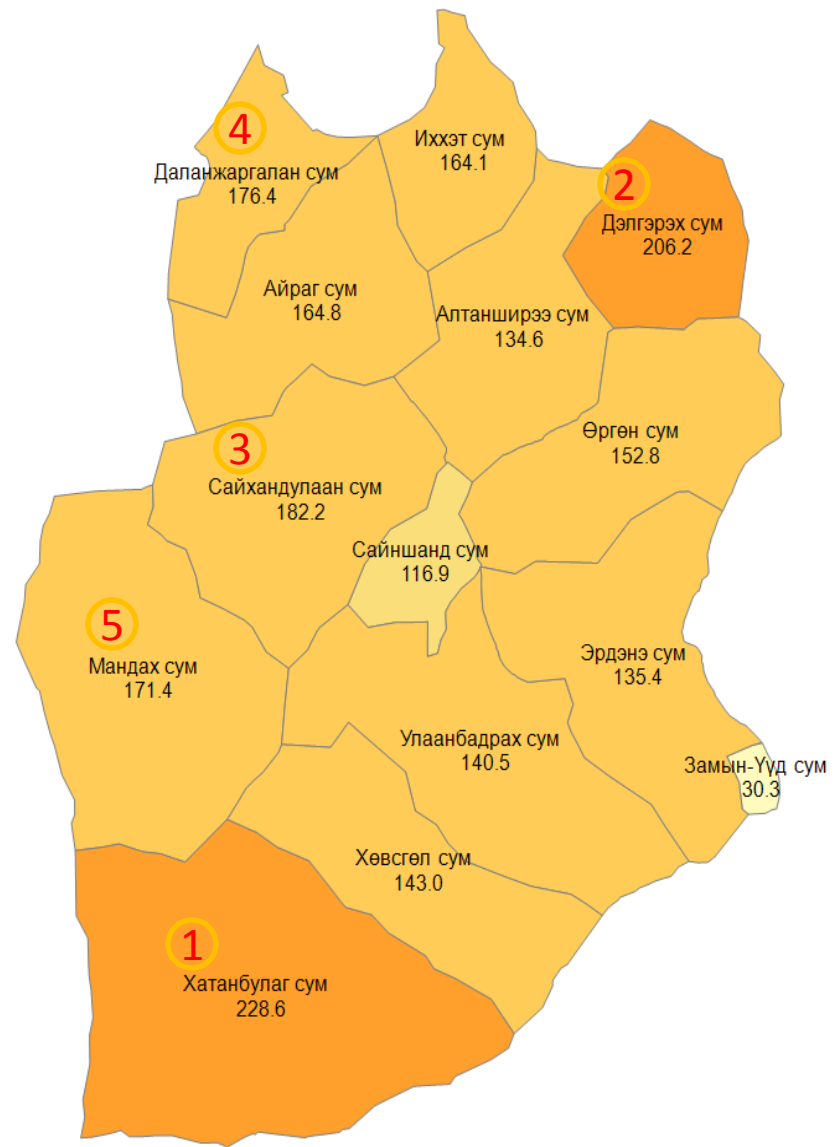 4
Даланжаргалан сум
176.4
Иххэт сум
164.1
2
Дэлгэрэх сум
206.2
Айраг сум
164.8
Алтанширээ сум
134.6
Өргөн сум
152.8
3
Сайхандулаан сум
182.2
Сайншанд сум
116.9
5
Мандах сум
171.4
Эрдэнэ сум
135.4
Улаанбадрах сум
140.5
Замын-Үүд сум
30.3
Хөвсгөл сум
143.0
1
Хатанбулаг сум
228.6